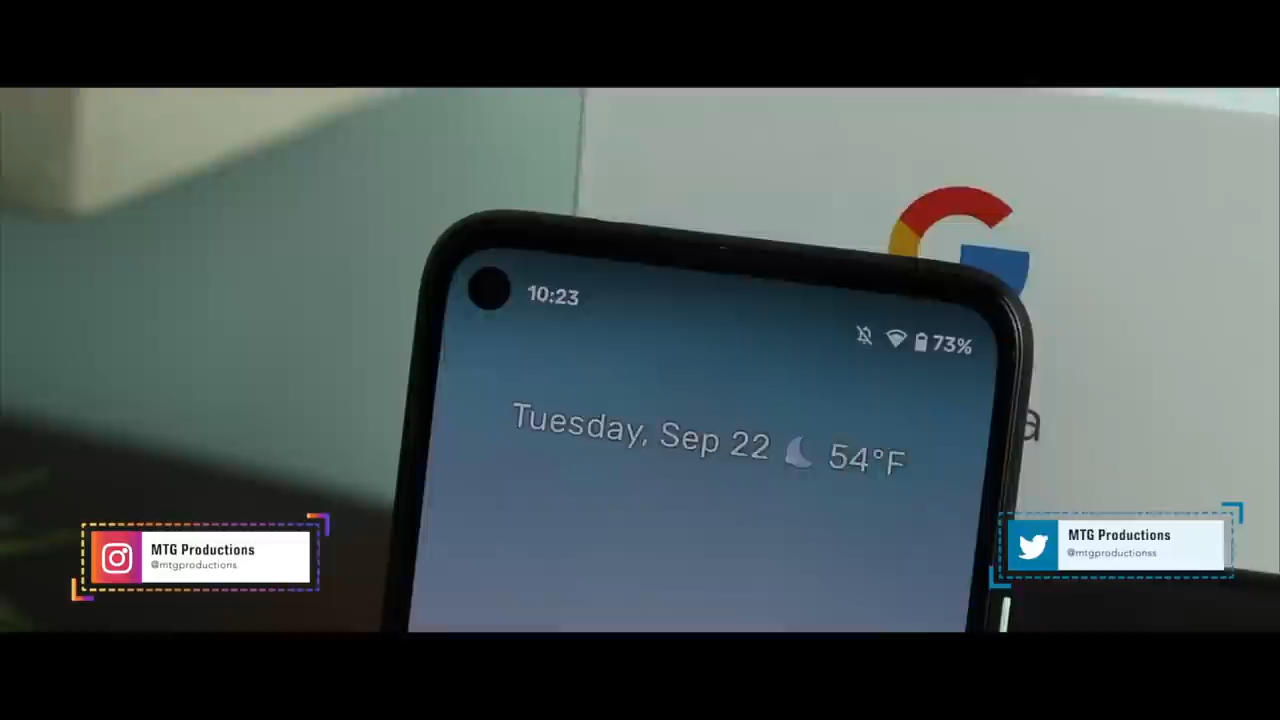 10:23
73%
Tuesday, Sep 22 54°F
a
MTG Productions
@mtgproductions
MTG Productions
@mtgproductionss